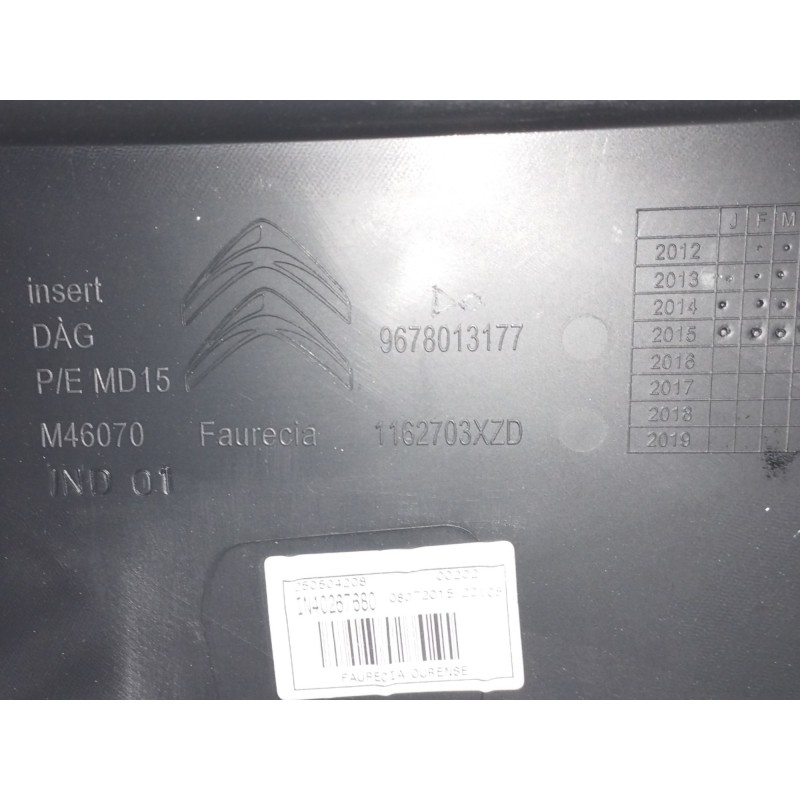 insert
DÀG
P/E MD15
M46070
IND 01
Faurecia
9678013177
1162703XZD
J F M
2012
2013
2014
2015
2016
2017
2018
2019
FAURECIA OURENSE